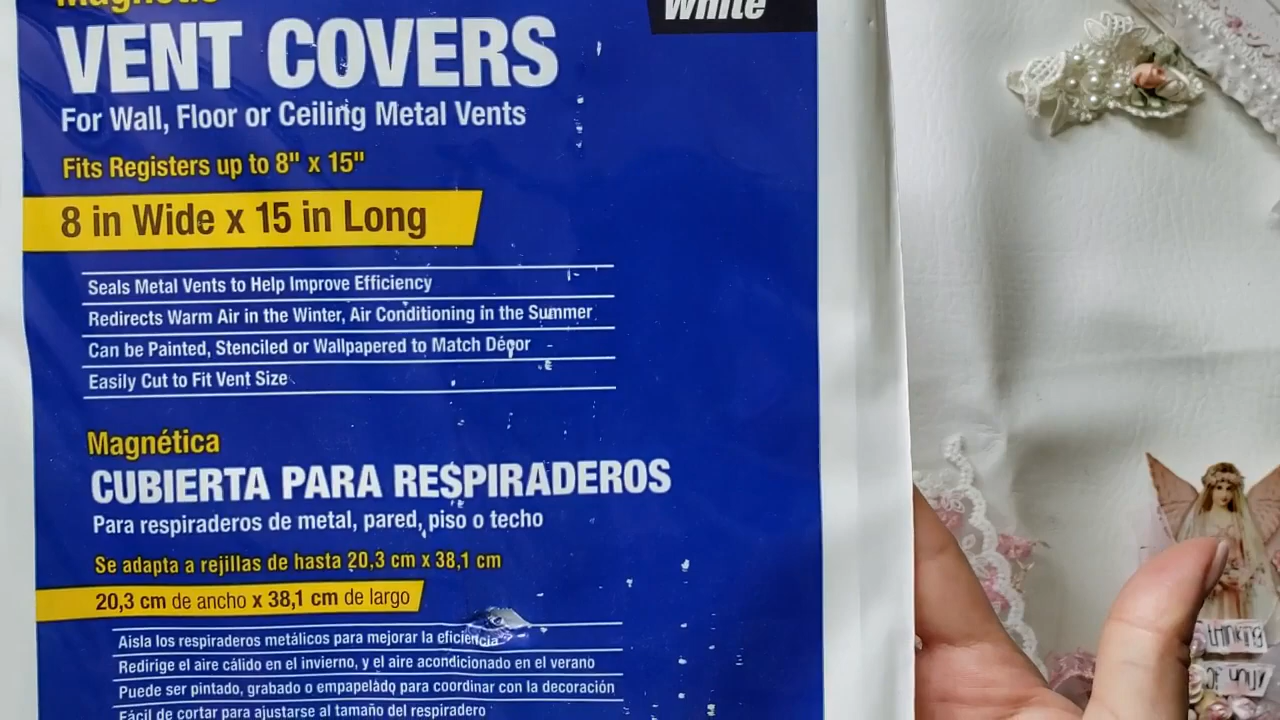 Magnetic
White
VENT COVERS
For Wall, Floor or Ceiling Metal Vents
Fits Registers up to 8" x 15"
8 in Wide x 15 in Long
Seals Metal Vents to Help Improve Efficiency
Redirects Warm Air in the Winter, Air Conditioning in the Summer
Can be Painted, Stenciled or Wallpapered to Match Décor
Easily Cut to Fit Vent Size
Magnética
CUBIERTA PARA RESPIRADEROS
Para respiraderos de metal, pared, piso o techo
Se adapta a rejillas de hasta 20,3 cm x 38,1 cm
20,3 cm de ancho x 38,1 cm de largo
Aisla los respiraderos metálicos para mejorar la eficiencia
Redirige el aire cálido en el invierno, y el aire acondicionado en el verano
Puede ser pintado, grabado o empapelado para coordinar con la decoración
Fácil de cortar para ajustarse al tamaño del respiradero
thinking
of you